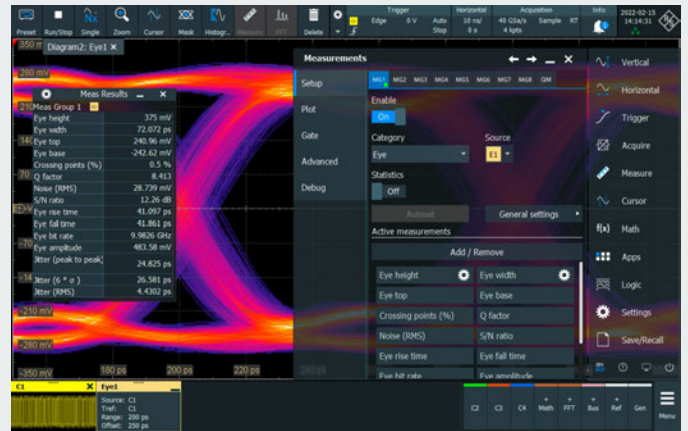 Trigger
Horizontal
Acquisition
Info
2022-02-15
14:14:31
Edge
0 V
Auto
Stop
10 ns/
0 s
40 GSa/s
4 kpts
Sample
RT
Preset
Run/Stop
Single
Zoom
Cursor
Mask
Histogr...
Measure
FFT
Delete
350 m
Diagram2: Eye1 ×
280 mV
Meas Results
Meas Group 1
Eye height 375 mV
Eye width 72.072 ps
Eye top 240.96 mV
Eye base -242.62 mV
Crossing points (%) 0.5 %
Q factor 8.413
Noise (RMS) 28.739 mV
S/N ratio 12.26 dB
Eye rise time 41.097 ps
Eye fall time 41.861 ps
Eye bit rate 9.9826 GHz
Eye amplitude 483.58 mV
Jitter (peak to peak) 24.825 ps
Jitter (6 * σ ) 26.581 ps
Jitter (RMS) 4.4302 ps
-210 mV
-280 mV
-350 mV
180 ps
200 ps
220 ps
Measurements
Setup
Plot
Gate
Advanced
Debug
MG1 MG2 MG3 MG4 MG5 MG6 MG7 MG8 QM
Enable
On
Category
Source
Eye
E1
Statistics
Off
Autoset
General settings
Active measurements
Add / Remove
Eye height
Eye width
Eye top
Eye base
Crossing points (%)
Q factor
Noise (RMS)
S/N ratio
Eye rise time
Eye fall time
Eye bit rate
Eye amplitude
Vertical
Horizontal
Trigger
Acquire
Measure
Cursor
f(x) Math
Apps
Logic
Settings
Save/Recall
C1
Eye1
Source: C1
Tref: C1
Range: 200 ps
Offset: 250 ps
C2
C3
C4
Math
FFT
Bus
Ref
Gen
Menu